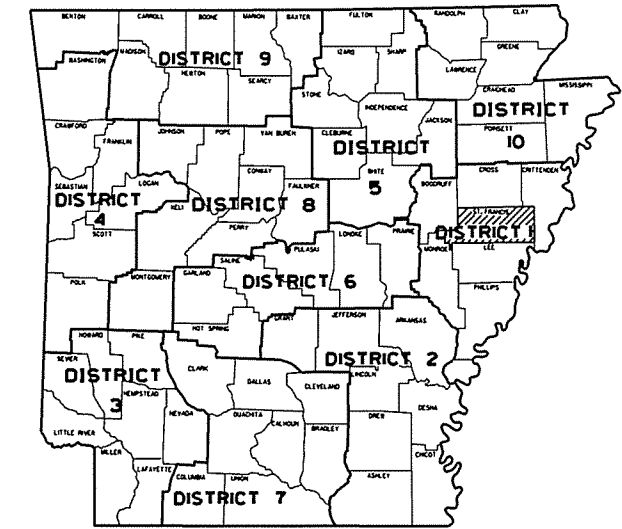 BENTON CARROLL BOONE MARION BAXTER FULTON RANDOLPH CLAY
WASHINGTON MADISON DISTRICT 9 IZARD SHARP GREENE
NEWTON SEARCY STONE LAWRENCE
CRAIGHEAD MISSISSIPPI
INDEPENDENCE JACKSON DISTRICT
POINSETT 10
CRAWFORD FRANKLIN JOHNSON POPE VAN BUREN CLEBURNE DISTRICT
CONWAY WHITE CROSS CRITTENDEN
SEBASTIAN LOGAN FAULKNER 5 WOODRUFF
DISTRICT YELL DISTRICT 8 ST. FRANCIS
4 PERRY LONOKE PRAIRIE DISTRICT 1
SCOTT PULASKI MONROE LEE
SALINE
POLK MONTGOMERY GARLAND DISTRICT 6 PHILLIPS
GRANT JEFFERSON ARKANSAS
HOT SPRING
HOWARD PIKE
SEVIER CLARK DISTRICT 2
DISTRICT DALLAS LINCOLN
3 HEMPSTEAD CLEVELAND
NEVADA OUACHITA DREW DESHA
LITTLE RIVER CALHOUN BRADLEY
MILLER CHICOT
LAFAYETTE COLUMBIA UNION ASHLEY
DISTRICT 7